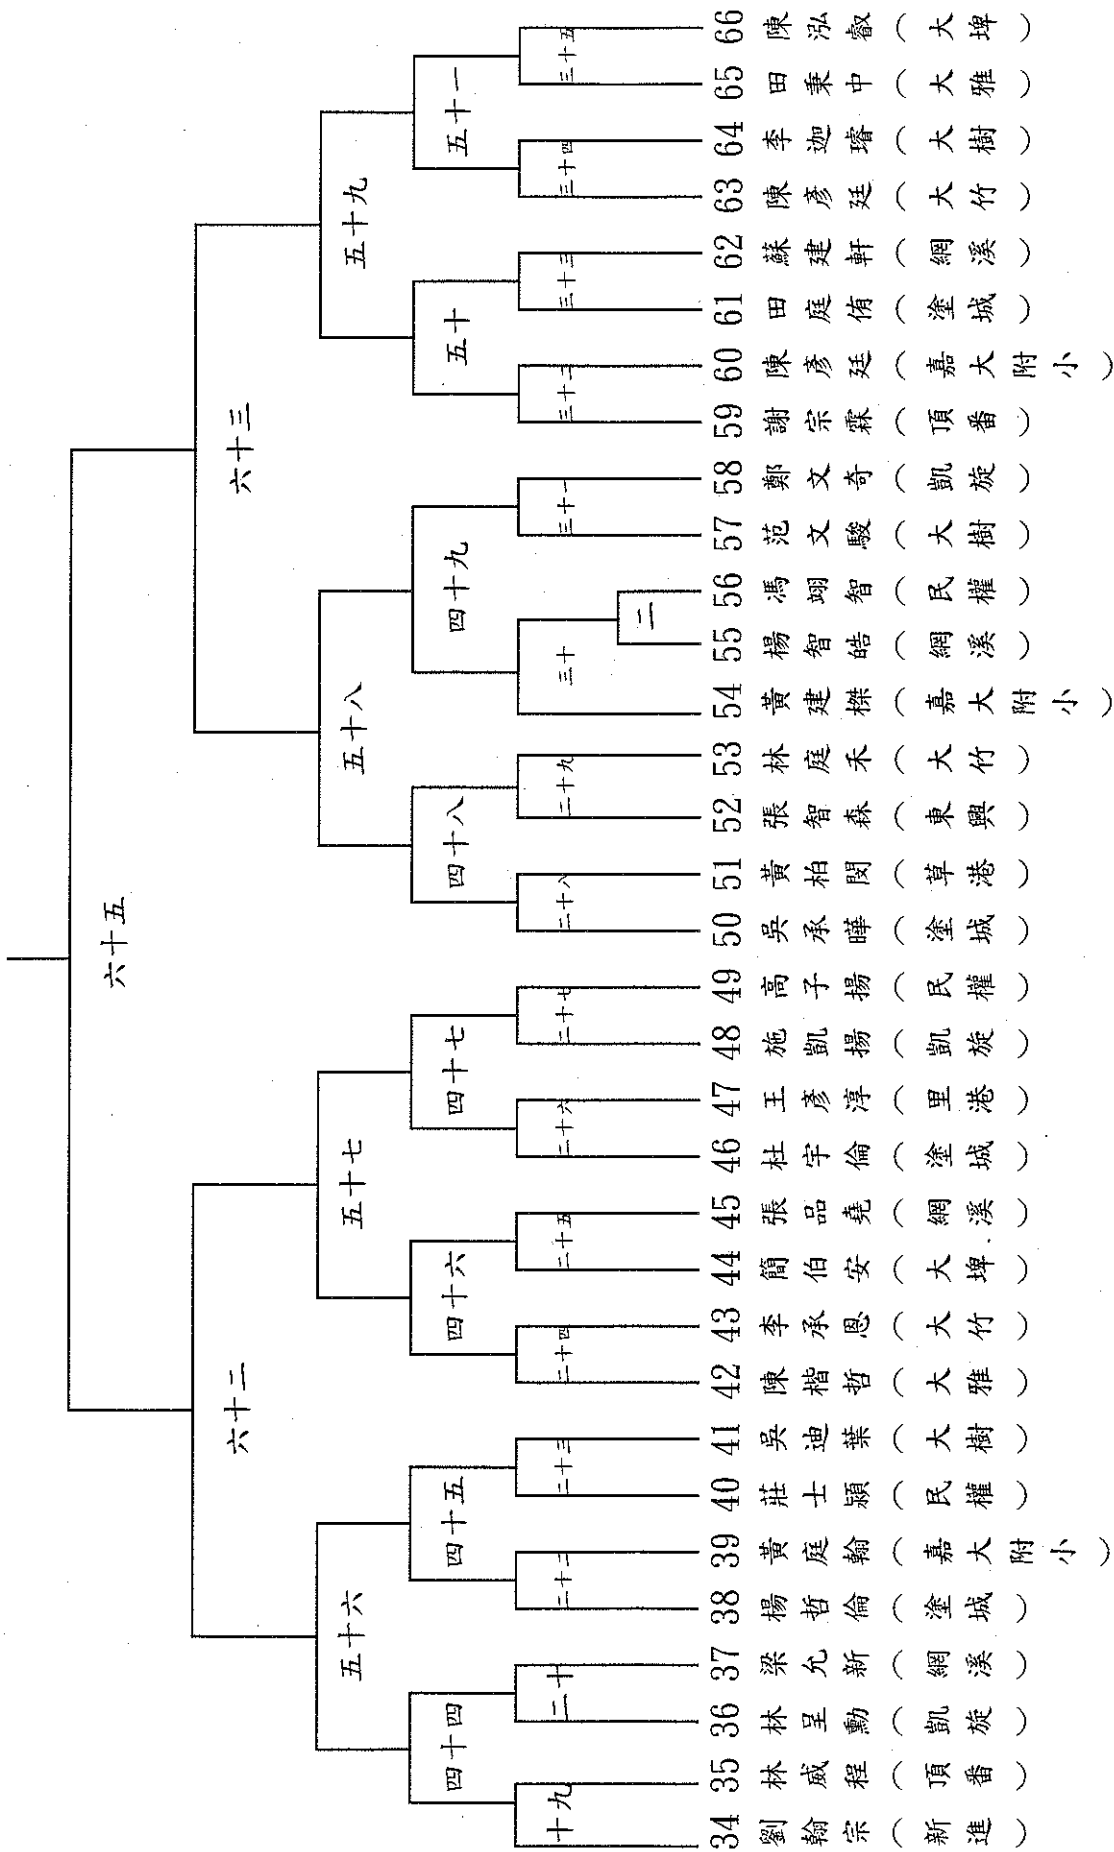 六十五
六十二
六十三
五十六
五十七
五十八
五十九
四十四
四十五
四十六
四十七
四十八
四十九
五十
五十一
十九
二十
二十二
二十三
二十四
二十五
二十六
二十七
二十八
二十九
三十
三十一
三十二
三十三
三十四
三十五
二
34 劉翰宗（新進）
35 林威程（頂番）
36 林呈勳（凱旋）
37 梁允新（網溪）
38 楊哲倫（塗城）
39 黃庭翰（嘉大附小）
40 莊士潁（民權）
41 吳迪葉（大樹）
42 陳楷哲（大雅）
43 李承恩（大竹）
44 簡伯安（大埤）
45 張品堯（網溪）
46 杜宇倫（塗城）
47 王彥淳（里港）
48 施凱揚（凱旋）
49 高子揚（民權）
50 吳承曄（塗城）
51 黃柏閔（草港）
52 張智森（東興）
53 林庭禾（大竹）
54 黃建榤（嘉大附小）
55 楊智皓（網溪）
56 馮翊智（民權）
57 范文駿（大樹）
58 鄭文奇（凱旋）
59 謝宗霖（頂番）
60 陳彥廷（嘉大附小）
61 田庭侑（塗城）
62 蘇建軒（網溪）
63 陳彥廷（大竹）
64 李迦璿（大樹）
65 田秉中（大雅）
66 陳泓叡（大埤）